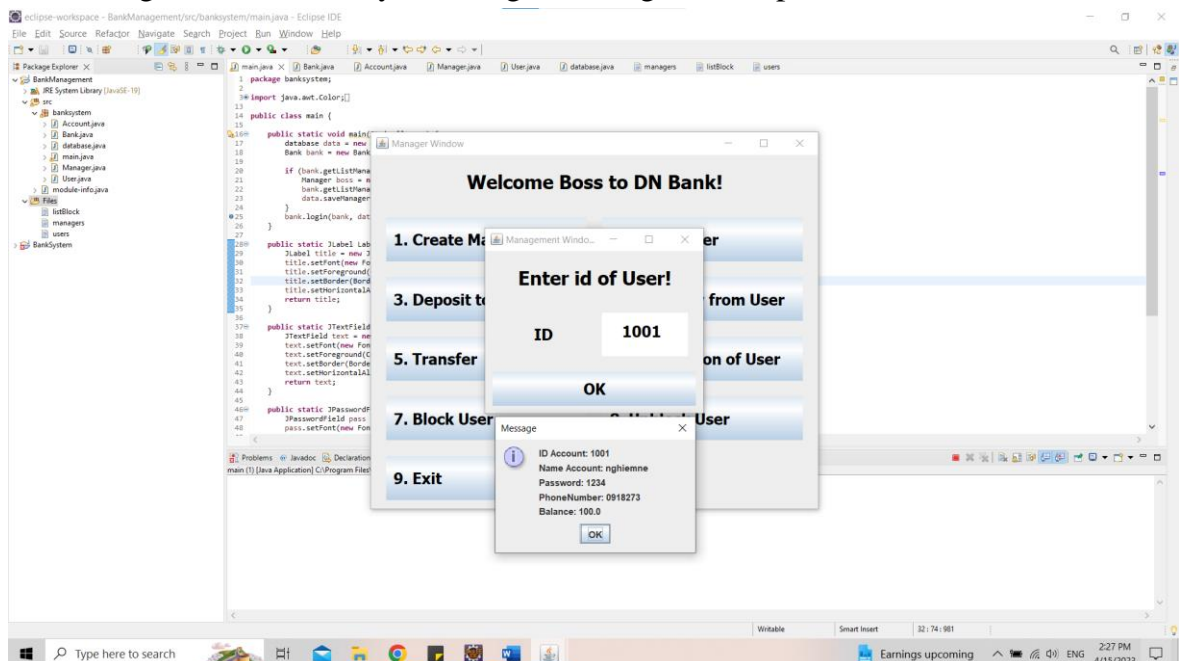 eclipse-workspace - BankManagement/src/banksystem/main.java - Eclipse IDE
File Edit Source Refactor Navigate Search Project Run Window Help
Package Explorer
main.java Bank.java Account.java Manager.java User.java database.java managers listBlock users
BankManagement
JRE System Library [JavaSE-19]
src
banksystem
Account.java
Bank.java
database.java
main.java
Manager.java
User.java
module-info.java
Files
listBlock
managers
users
BankSystem
1 package banksystem;
2
3 import java.awt.Color;
13
14 public class main {
15
16 public static void main(
17 database data = new
18 Bank bank = new Bank
19
20 if (bank.getListMana
21 Manager boss = n
22 bank.getListMana
23 data.saveManager
24 }
25 bank.login(bank, dat
26 }
27
28 public static JLabel Lab
29 JLabel title = new J
30 title.setFont(new Fo
31 title.setForeground(
32 title.setBorder(Bord
33 title.setHorizontalA
34 return title;
35 }
36
37 public static JTextField
38 JTextField text = ne
39 text.setFont(new Fon
40 text.setForeground(C
41 text.setBorder(Borde
42 text.setHorizontalAl
43 return text;
44 }
45
46 public static JPasswordF
47 JPasswordField pass
48 pass.setFont(new Fon
Manager Window
Welcome Boss to DN Bank!
1. Create Ma
er
3. Deposit to
from User
5. Transfer
on of User
7. Block User
User
9. Exit
Management Windo...
Enter id of User!
ID 1001
OK
Message
ID Account: 1001
Name Account: nghiemne
Password: 1234
PhoneNumber: 0918273
Balance: 100.0
OK
Problems Javadoc Declaration
main (1) [Java Application] C:\Program Files
Writable Smart Insert 32 : 74 : 981
Type here to search
Earnings upcoming ENG 2:27 PM